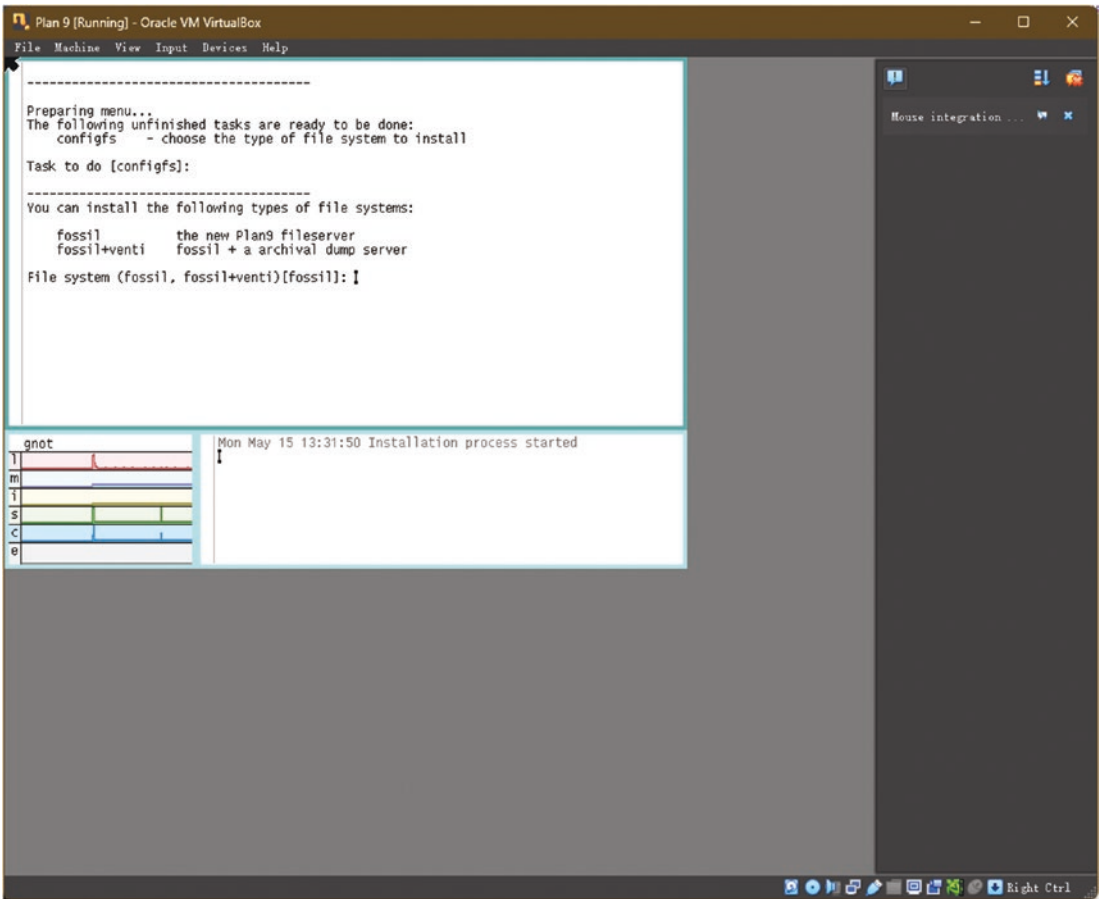 Plan 9 [Running] - Oracle VM VirtualBox
File Machine View Input Devices Help
--------------------------------------
Preparing menu...
The following unfinished tasks are ready to be done:
configfs - choose the type of file system to install
Task to do [configfs]:
--------------------------------------
You can install the following types of file systems:
fossil the new Plan9 fileserver
fossil+venti fossil + a archival dump server
File system (fossil, fossil+venti)[fossil]:
Mouse integration ...
gnot
l
m
i
s
c
e
Mon May 15 13:31:50 Installation process started
Right Ctrl